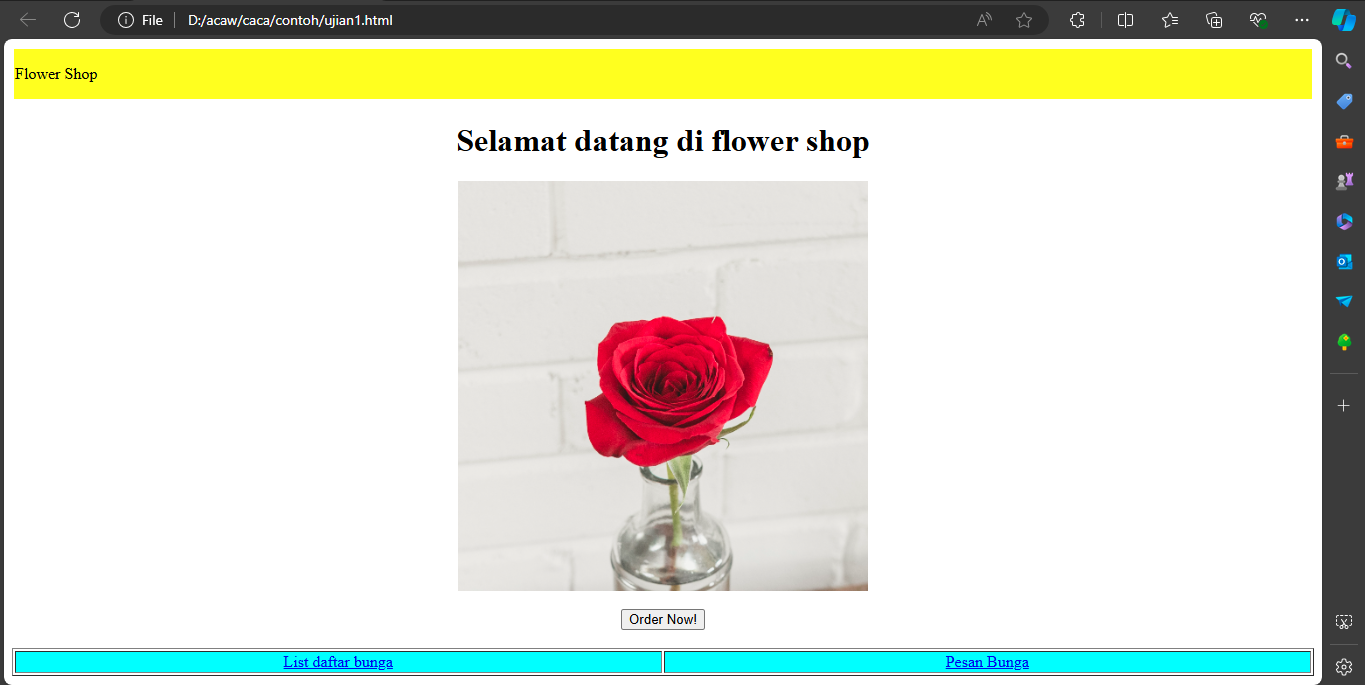 File D:/acaw/caca/contoh/ujian1.html
Flower Shop
Selamat datang di flower shop
Order Now!
List daftar bunga Pesan Bunga